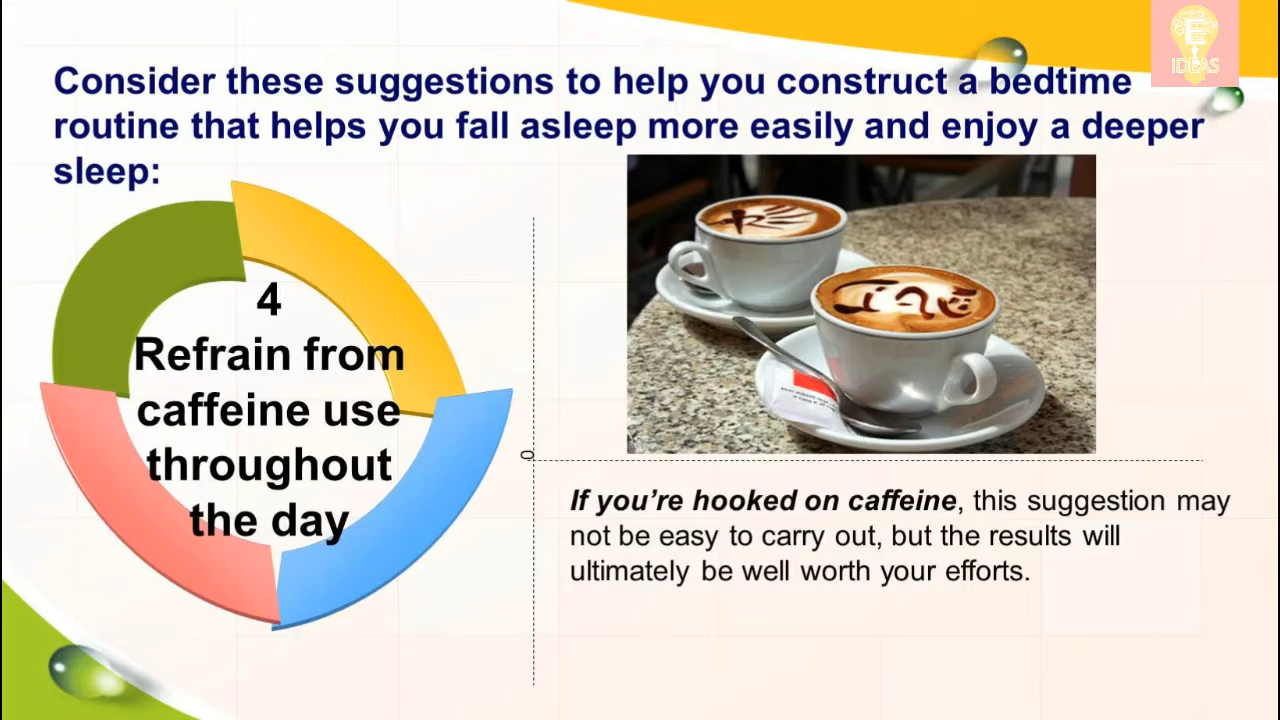 E
IDEAS
Consider these suggestions to help you construct a bedtime
routine that helps you fall asleep more easily and enjoy a deeper
sleep:
4
Refrain from
caffeine use
throughout
the day
0
If you’re hooked on caffeine, this suggestion may
not be easy to carry out, but the results will
ultimately be well worth your efforts.